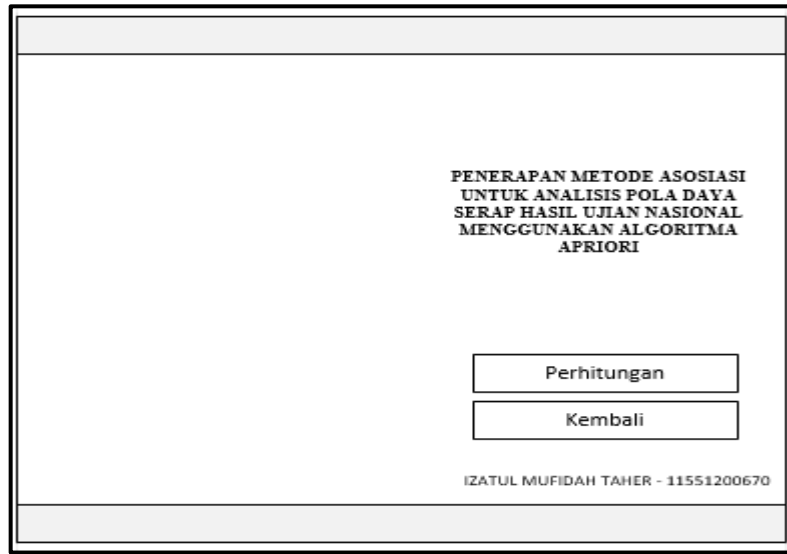 PENERAPAN METODE ASOSIASI
UNTUK ANALISIS POLA DAYA
SERAP HASIL UJIAN NASIONAL
MENGGUNAKAN ALGORITMA
APRIORI
Perhitungan
Kembali
IZATUL MUFIDAH TAHER - 11551200670